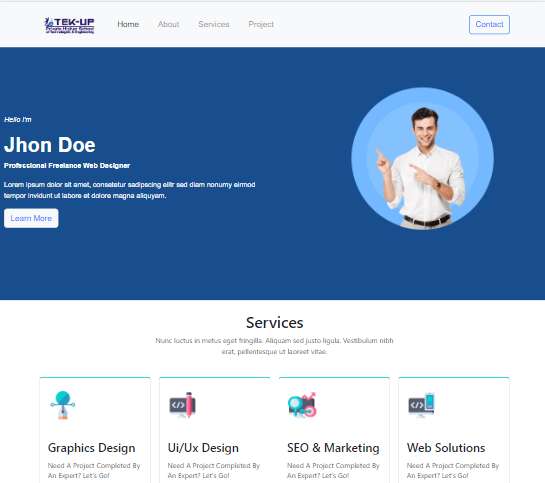 TEK-UP
Private Higher School
of Technologies & Engineering
Home
About
Services
Project
Contact
Hello I'm
Jhon Doe
Professional Freelance Web Designer
Lorem ipsum dolor sit amet, consetetur sadipscing elitr sed diam nonumy eirmod
tempor invidunt ut labore et dolore magna aliquyam.
Learn More
Services
Nunc luctus in metus eget fringilla. Aliquam sed justo ligula. Vestibulum nibh
erat, pellentesque ut laoreet vitae.
Graphics Design
Need A Project Completed By
An Expert? Let's Go!
Ui/Ux Design
Need A Project Completed By
An Expert? Let's Go!
SEO & Marketing
Need A Project Completed By
An Expert? Let's Go!
Web Solutions
Need A Project Completed By
An Expert? Let's Go!